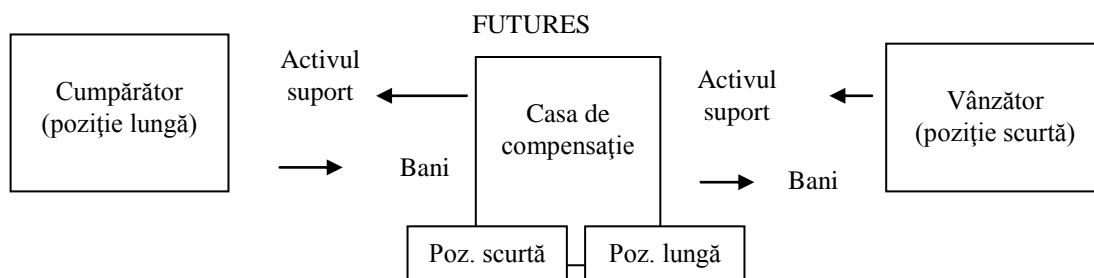 FUTURES
Cumpărător
(poziţie lungă)
Activul
suport
Bani
Casa de
compensaţie
Poz. scurtă
Poz. lungă
Activul
suport
Bani
Vânzător
(poziţie scurtă)